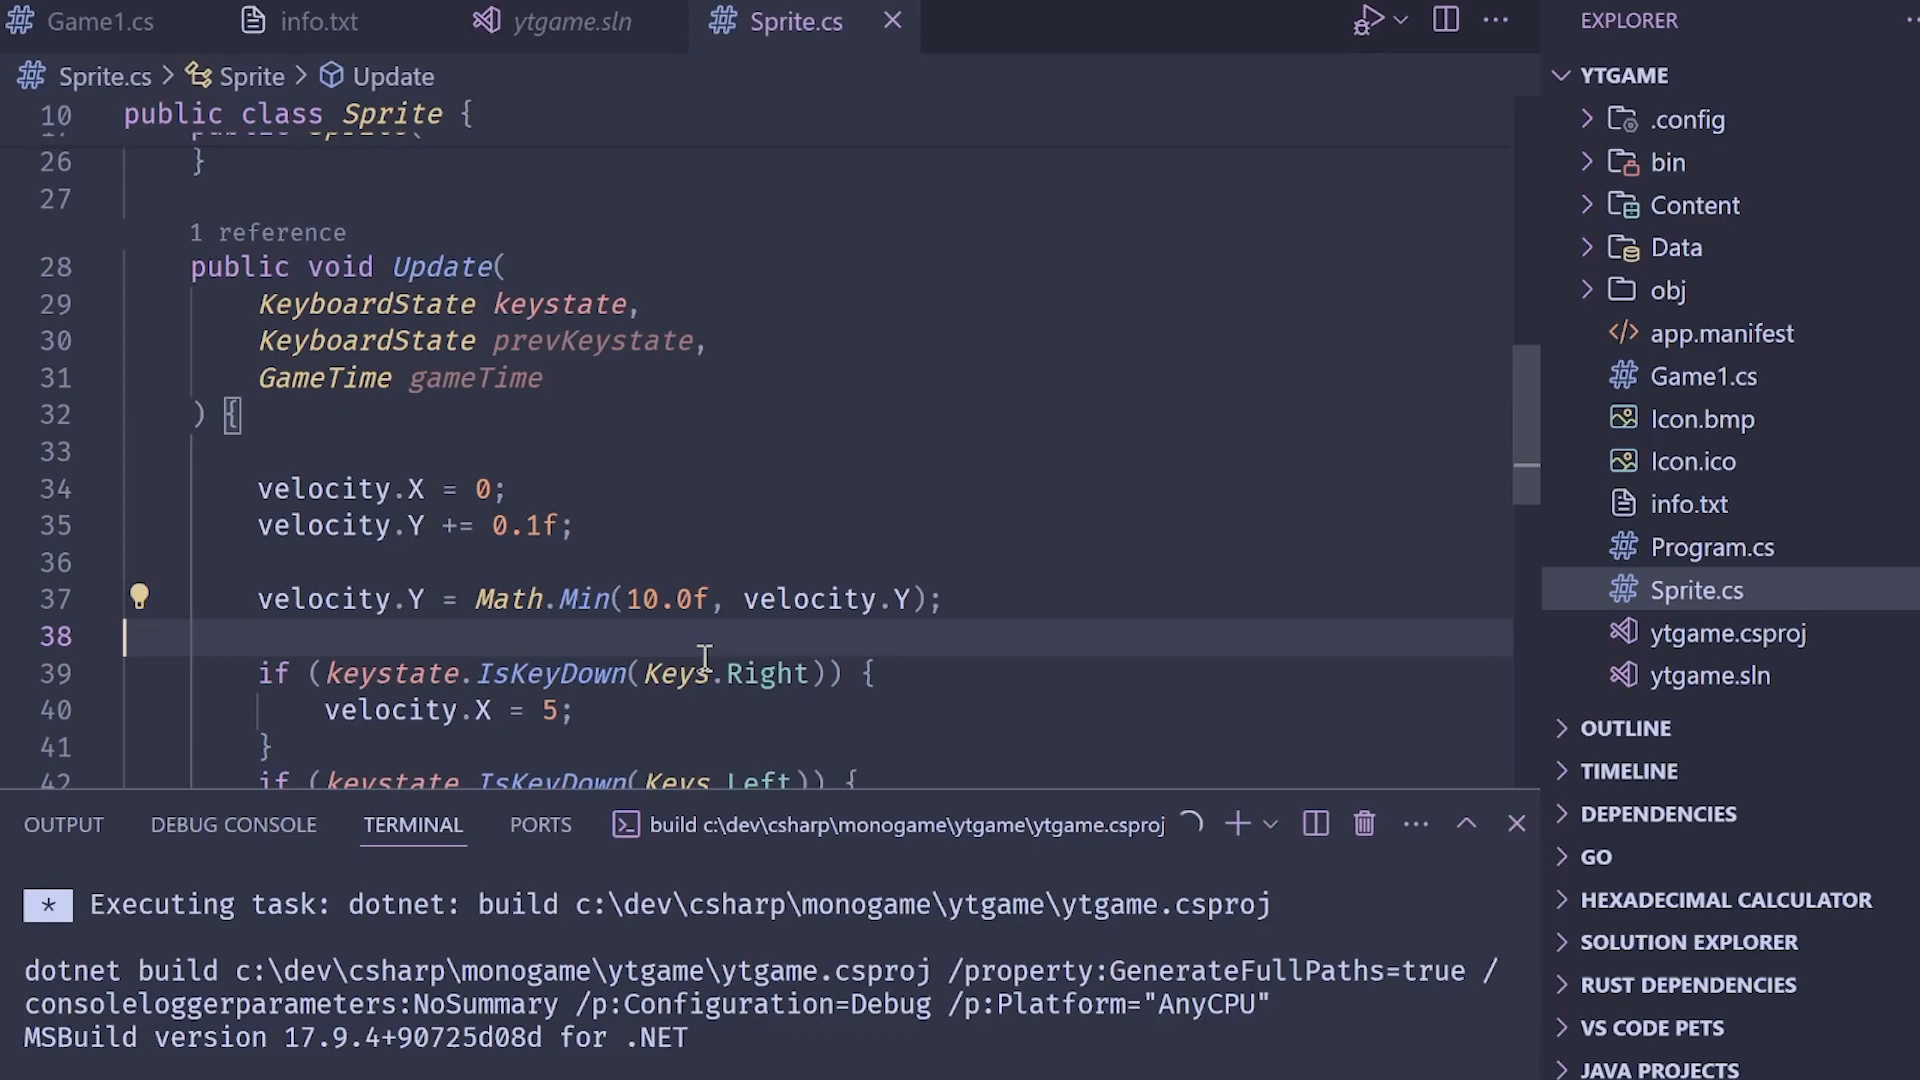 Game1.cs info.txt ytgame.sln Sprite.cs
Sprite.cs > Sprite > Update
10 public class Sprite {
26 }
27
1 reference
28 public void Update(
29 KeyboardState keystate,
30 KeyboardState prevKeystate,
31 GameTime gameTime
32 ) {
33
34 velocity.X = 0;
35 velocity.Y += 0.1f;
36
37 velocity.Y = Math.Min(10.0f, velocity.Y);
38
39 if (keystate.IsKeyDown(Keys.Right)) {
40 velocity.X = 5;
41 }
42 if (keystate.IsKeyDown(Keys.Left)) {
OUTPUT DEBUG CONSOLE TERMINAL PORTS build c:\dev\csharp\monogame\ytgame\ytgame.csproj
* Executing task: dotnet: build c:\dev\csharp\monogame\ytgame\ytgame.csproj
dotnet build c:\dev\csharp\monogame\ytgame\ytgame.csproj /property:GenerateFullPaths=true /
consoleloggerparameters:NoSummary /p:Configuration=Debug /p:Platform="AnyCPU"
MSBuild version 17.9.4+90725d08d for .NET
EXPLORER
YTGAME
.config
bin
Content
Data
obj
app.manifest
Game1.cs
Icon.bmp
Icon.ico
info.txt
Program.cs
Sprite.cs
ytgame.csproj
ytgame.sln
OUTLINE
TIMELINE
DEPENDENCIES
GO
HEXADECIMAL CALCULATOR
SOLUTION EXPLORER
RUST DEPENDENCIES
VS CODE PETS
JAVA PROJECTS